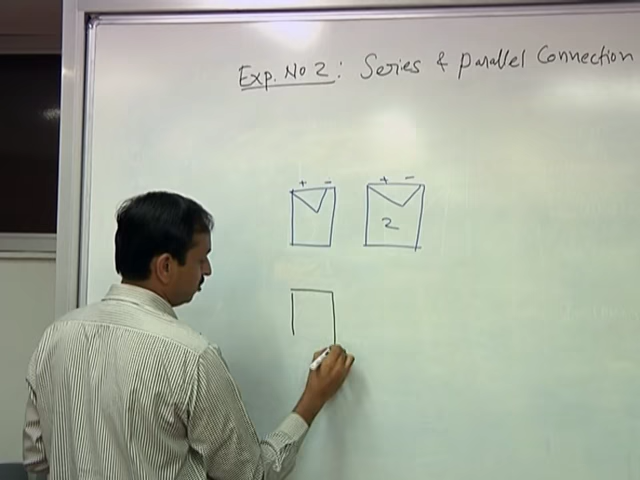 Exp. No 2: Series & parallel Connection
+ - + -
2